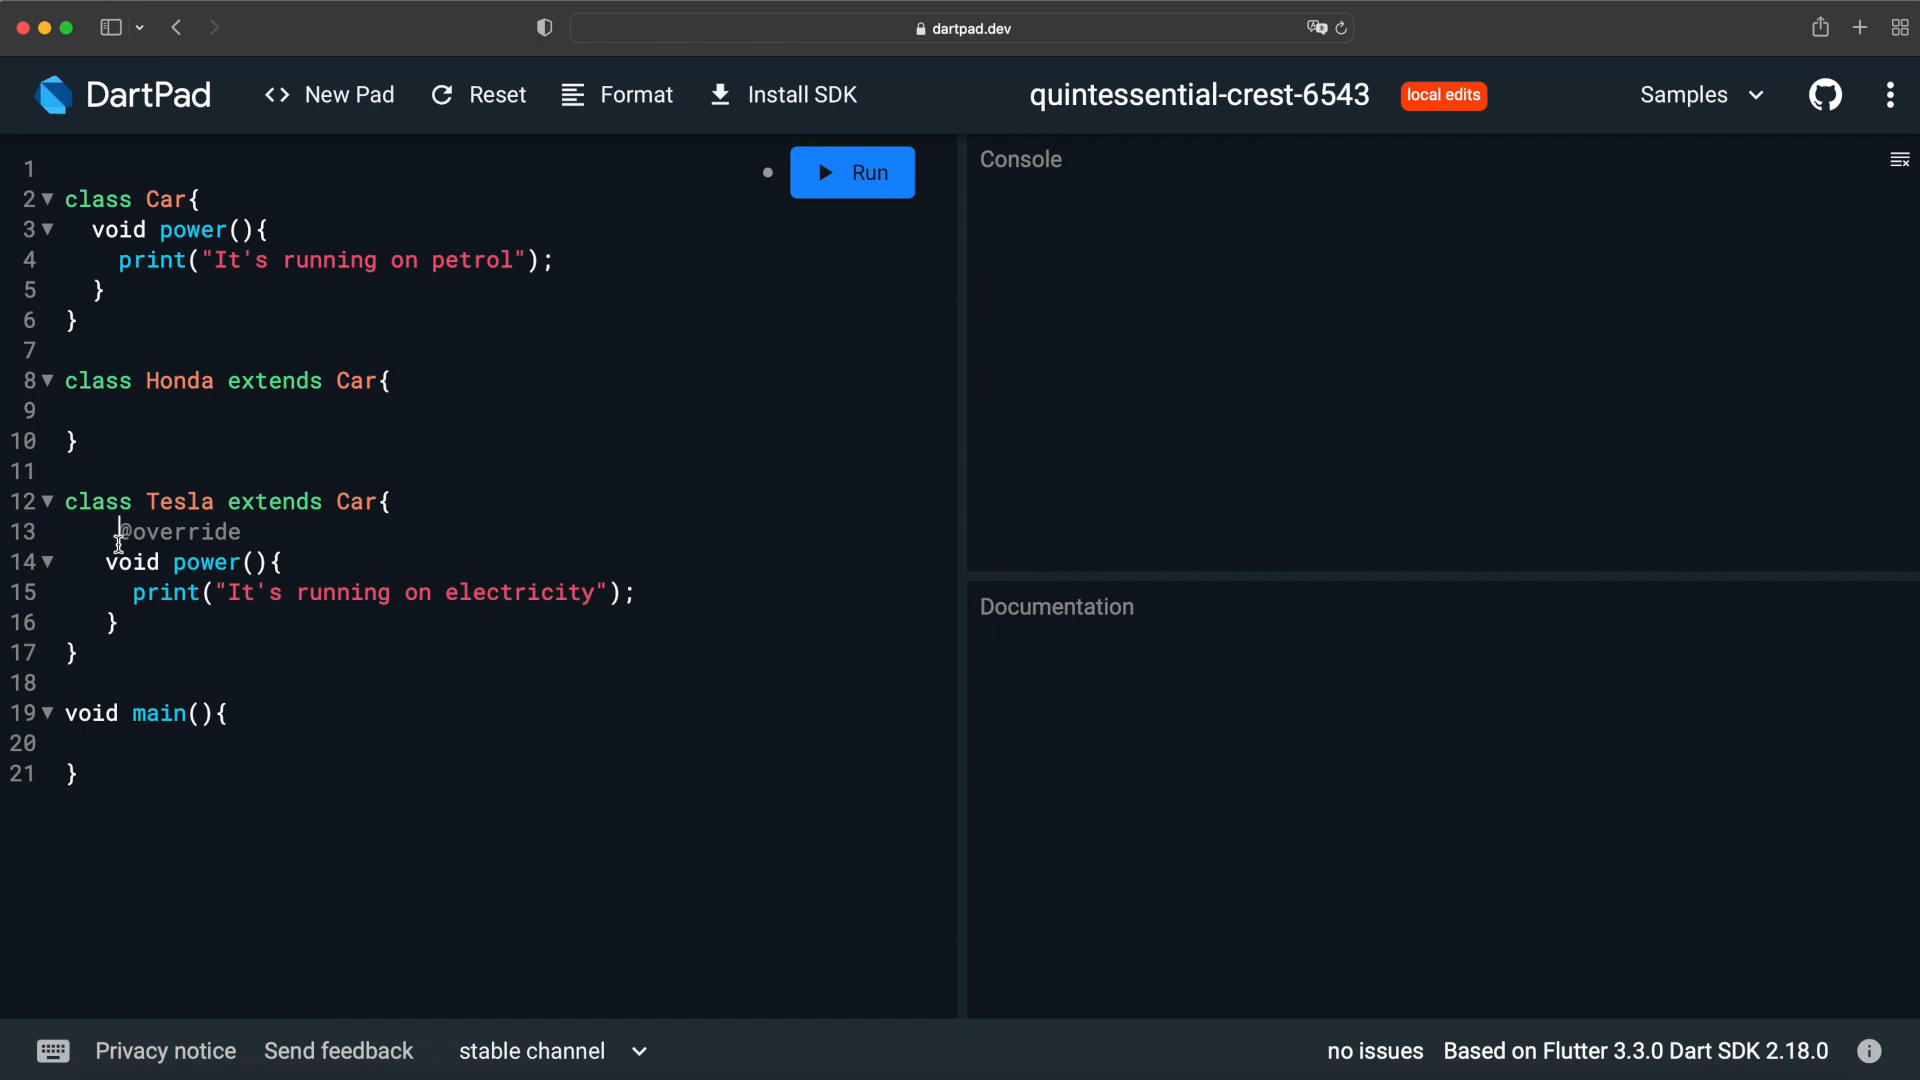 dartpad.dev
DartPad
<> New Pad
Reset
Format
Install SDK
quintessential-crest-6543
local edits
Samples
Run
Console
1
2 class Car{
3 void power(){
4 print("It's running on petrol");
5 }
6 }
7
8 class Honda extends Car{
9
10 }
11
12 class Tesla extends Car{
13 @override
14 void power(){
15 print("It's running on electricity");
16 }
17 }
18
19 void main(){
20
21 }
Documentation
Privacy notice
Send feedback
stable channel
no issues
Based on Flutter 3.3.0 Dart SDK 2.18.0